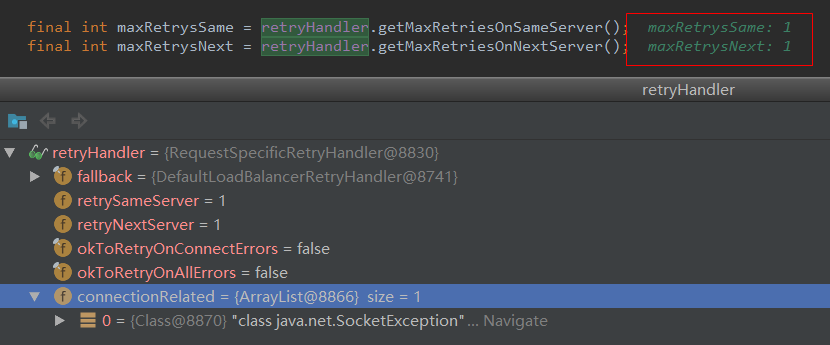 final int maxRetrysSame = retryHandler.getMaxRetriesOnSameServer(); maxRetrysSame: 1
final int maxRetrysNext = retryHandler.getMaxRetriesOnNextServer(); maxRetrysNext: 1
retryHandler
retryHandler = {RequestSpecificRetryHandler@8830}
f fallback = {DefaultLoadBalancerRetryHandler@8741}
f retrySameServer = 1
f retryNextServer = 1
f okToRetryOnConnectErrors = false
f okToRetryOnAllErrors = false
f connectionRelated = {ArrayList@8866} size = 1
0 = {Class@8870} "class java.net.SocketException"... Navigate